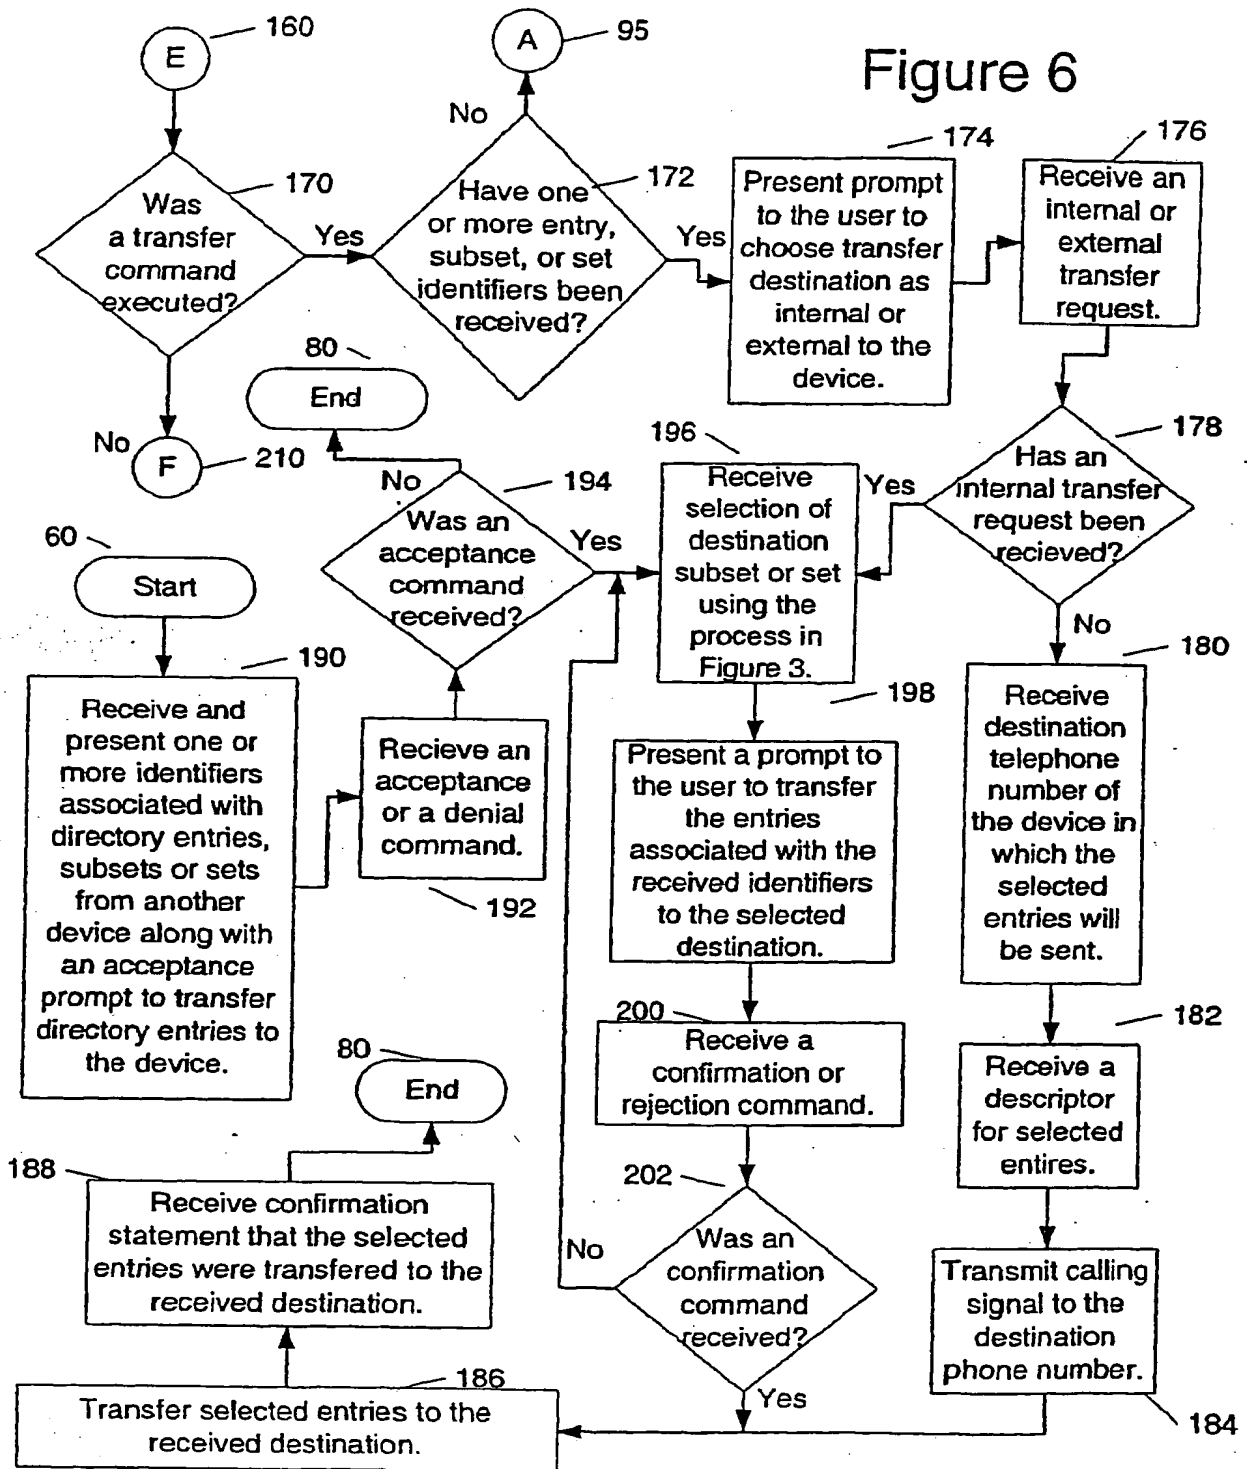 E
160
A
95
Figure 6
No
174
176
170
172
Was
a transfer
command
executed?
Yes
Have one
or more entry,
subset, or set
identifiers been
received?
Yes
Present prompt
to the user to
choose transfer
destination as
internal or
external to the
device.
Receive an
internal or
external
transfer
request.
80
End
No
F
210
No
194
196
178
Was an
acceptance
command
received?
Yes
Receive
selection of
destination
subset or set
using the
process in
Figure 3.
Yes
Has an
internal transfer
request been
recieved?
No
60
Start
190
198
180
Receive and
present one or
more identifiers
associated with
directory entries,
subsets or sets
from another
device along with
an acceptance
prompt to transfer
directory entries to
the device.
Recieve an
acceptance
or a denial
command.
192
Present a prompt to
the user to transfer
the entries
associated with the
received identifiers
to the selected
destination.
Receive
destination
telephone
number of
the device in
which the
selected
entries will
be sent.
200
182
Receive a
confirmation or
rejection command.
Receive a
descriptor
for selected
entires.
80
End
188
202
Receive confirmation
statement that the selected
entries were transfered to the
received destination.
No
Was an
confirmation
command
received?
Transmit calling
signal to the
destination
phone number.
186
Yes
184
Transfer selected entries to the
received destination.